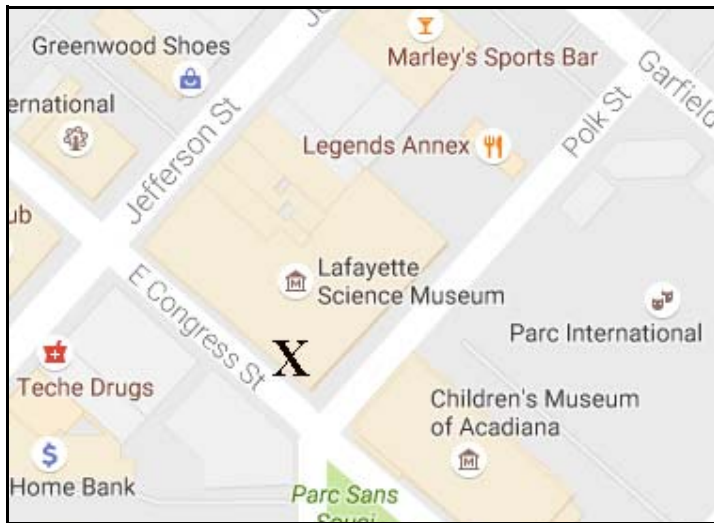 Greenwood Shoes
Marley's Sports Bar
Garfield
ernational
Jefferson St
Legends Annex
Polk St
ub
Lafayette
Science Museum
E Congress St
X
Parc International
Teche Drugs
Children's Museum
of Acadiana
$
Home Bank
Parc Sans